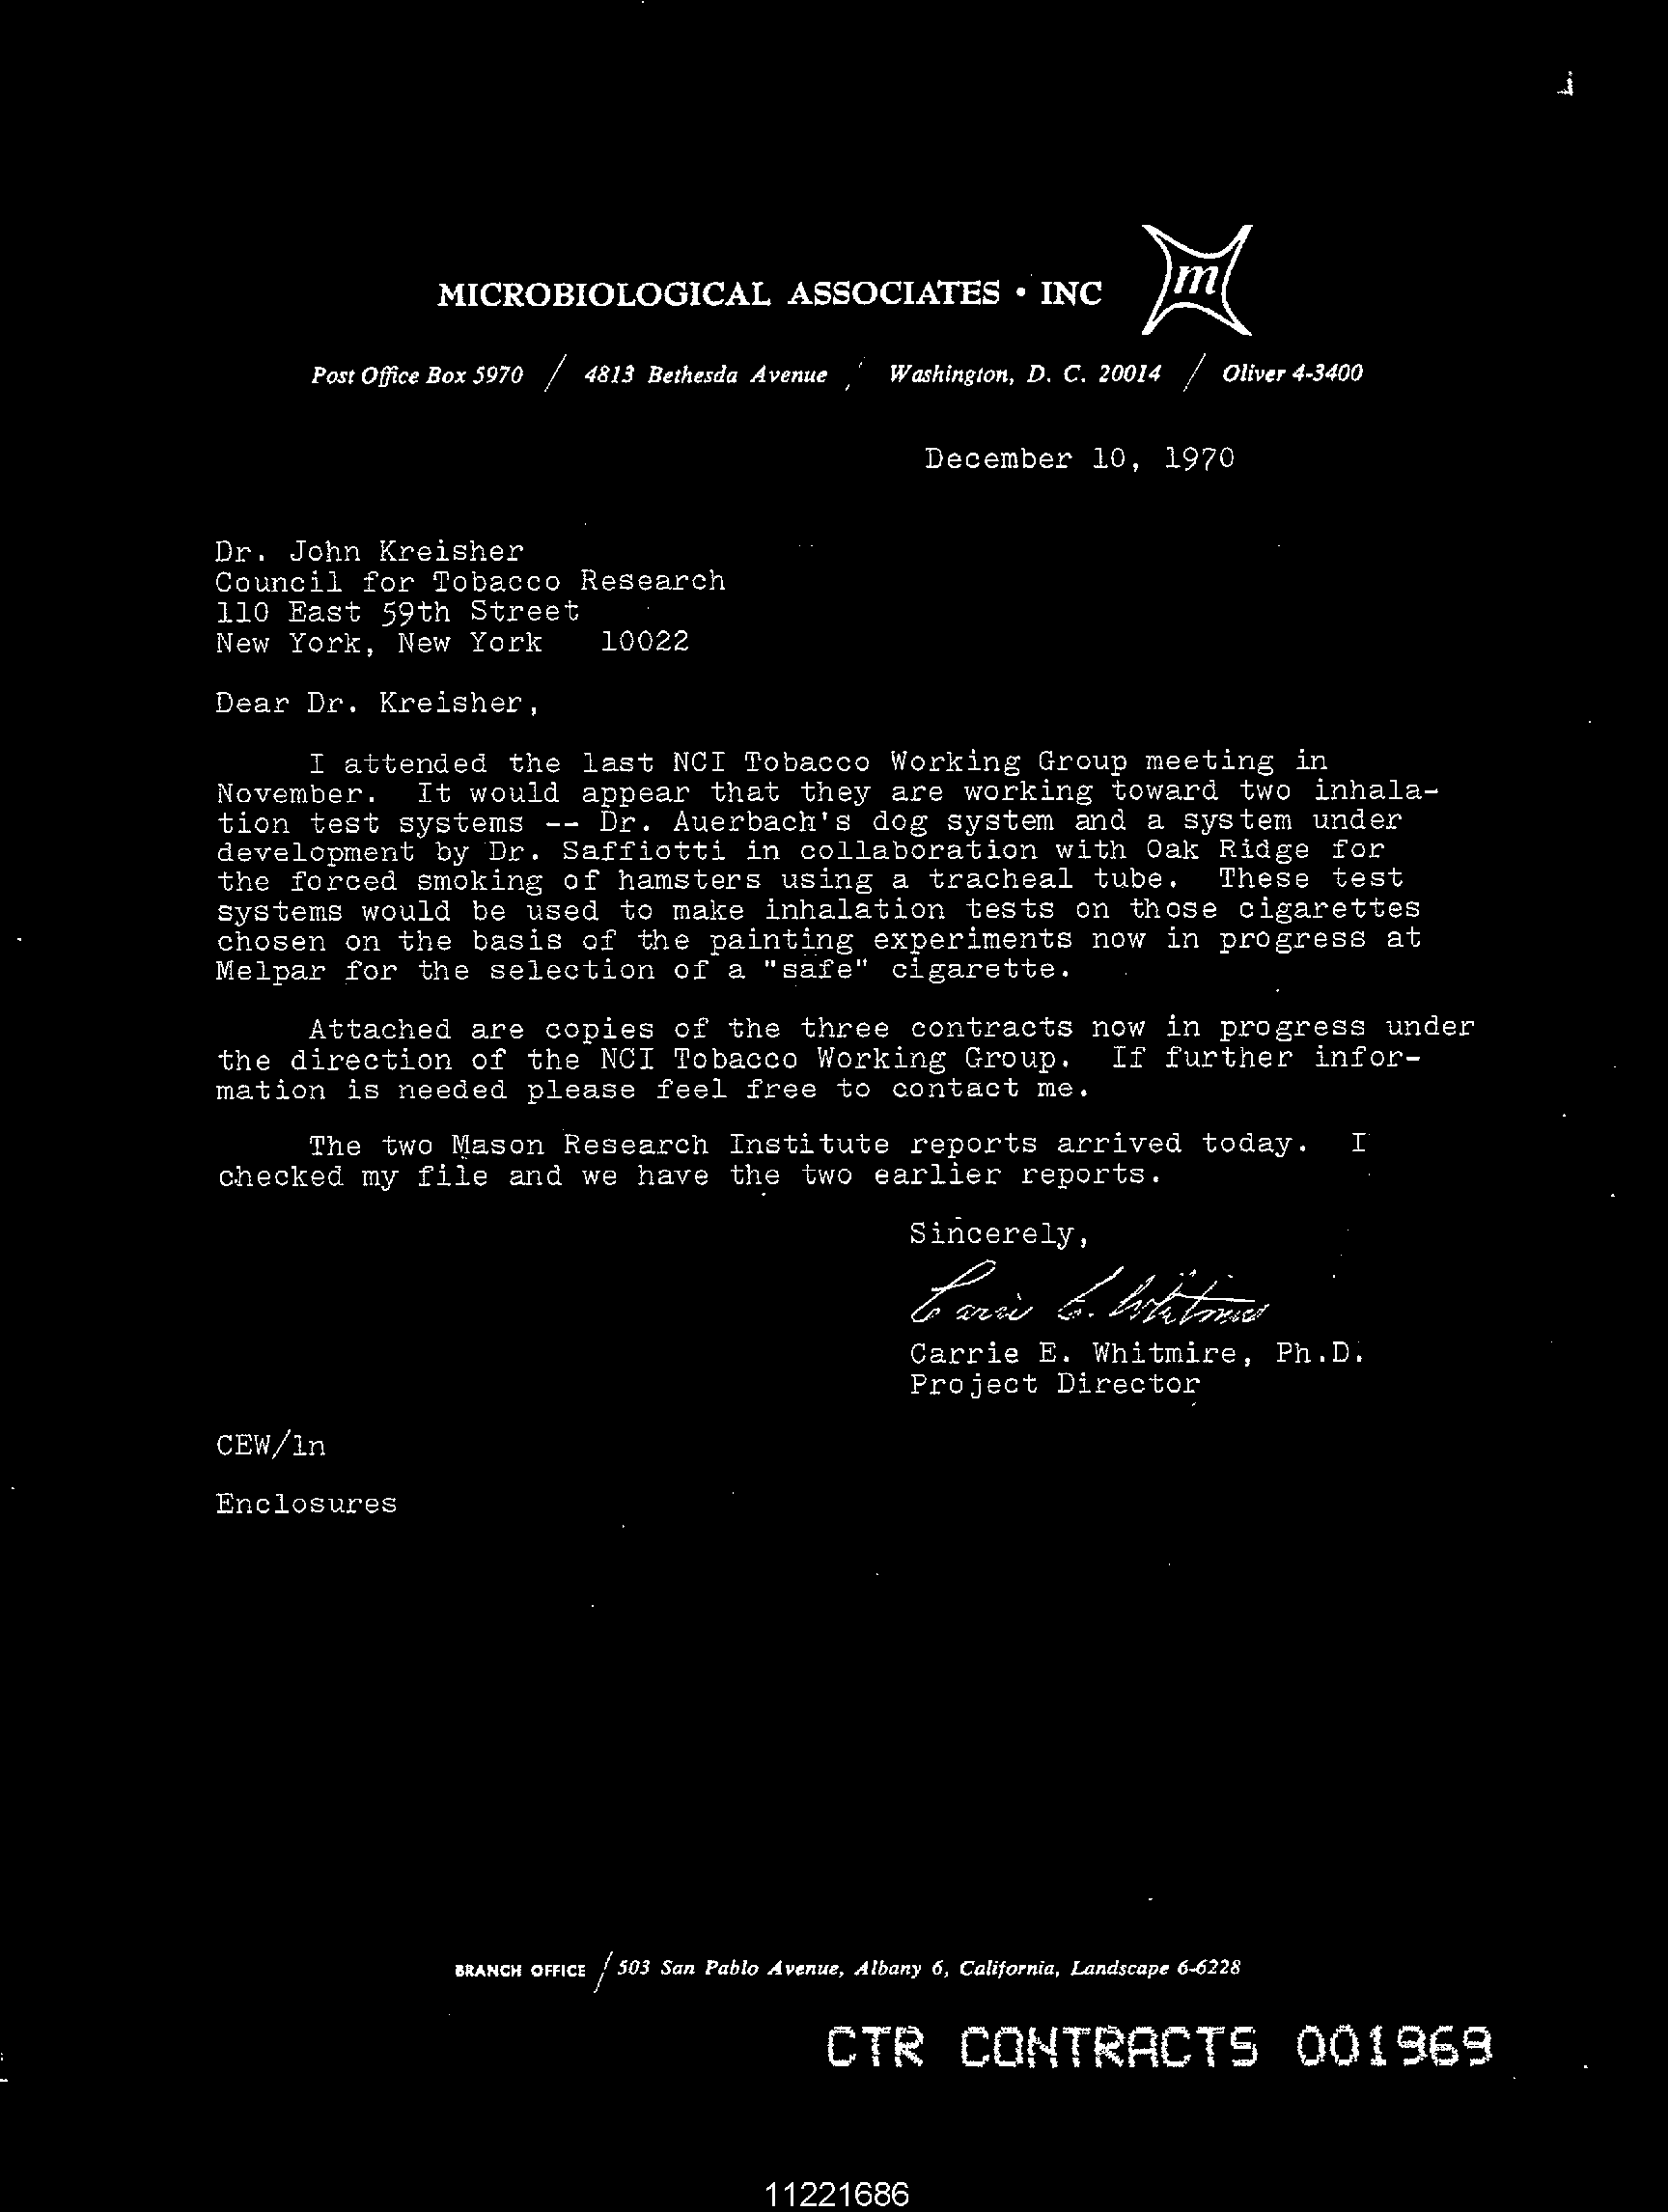 MICROBIOLOGICAL ASSOCIATES • INC
m
Post Office Box 5970 / 4813 Bethesda Avenue / Washington, D. C. 20014 / Oliver 4-3400
December 10, 1970
Dr. John Kreisher
Council for Tobacco Research
110 East 59th Street
New York, New York 10022
Dear Dr. Kreisher,
I attended the last NCI Tobacco Working Group meeting in
November. It would appear that they are working toward two inhala-
tion test systems -- Dr. Auerbach's dog system and a system under
development by Dr. Saffiotti in collaboration with Oak Ridge for
the forced smoking of hamsters using a tracheal tube. These test
systems would be used to make inhalation tests on those cigarettes
chosen on the basis of the painting experiments now in progress at
Melpar for the selection of a "safe" cigarette.
Attached are copies of the three contracts now in progress under
the direction of the NCI Tobacco Working Group. If further infor-
mation is needed please feel free to contact me.
The two Mason Research Institute reports arrived today. I
checked my file and we have the two earlier reports.
Sincerely,
Carrie E. Whitmire
Carrie E. Whitmire, Ph.D.
Project Director
CEW/ln
Enclosures
BRANCH OFFICE / 503 San Pablo Avenue, Albany 6, California, Landscape 6-6228
CTR CONTRACTS 001969
11221686